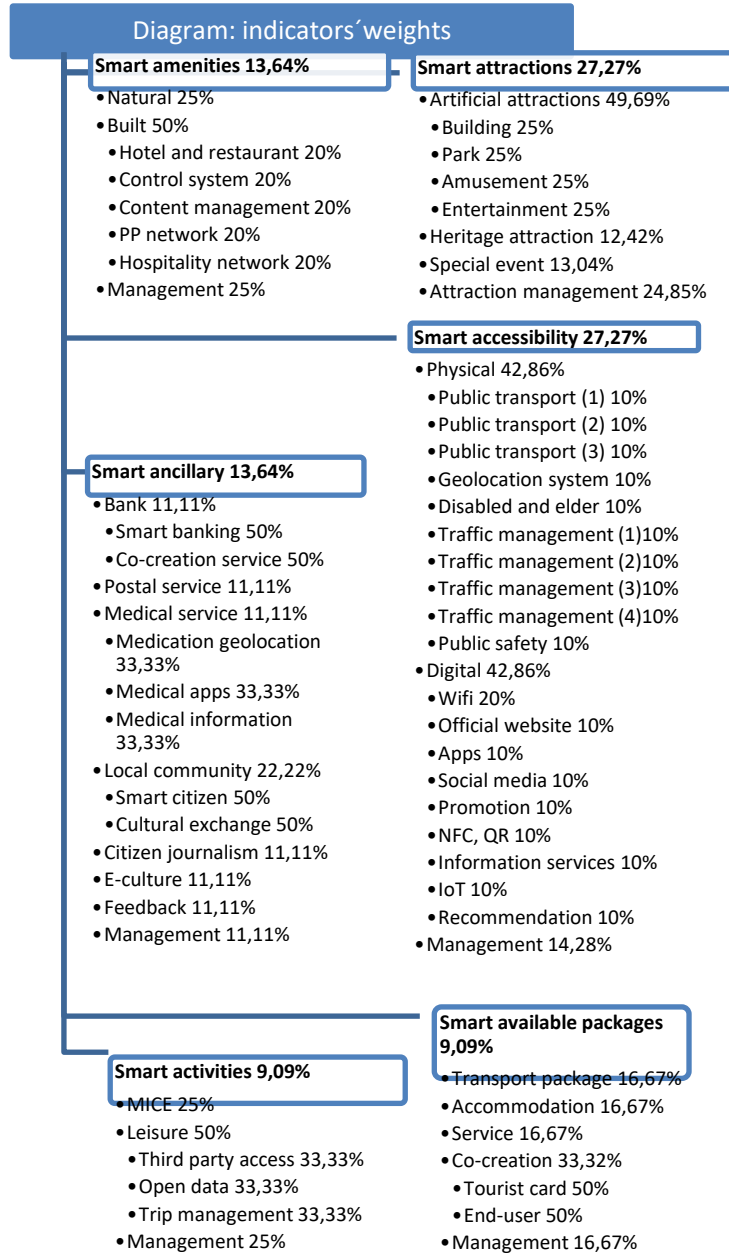 Diagram: indicators´weights
Smart amenities 13,64%
•Natural 25%
•Built 50%
•Hotel and restaurant 20%
•Control system 20%
•Content management 20%
•PP network 20%
•Hospitality network 20%
•Management 25%
Smart attractions 27,27%
•Artificial attractions 49,69%
•Building 25%
•Park 25%
•Amusement 25%
•Entertainment 25%
•Heritage attraction 12,42%
•Special event 13,04%
•Attraction management 24,85%
Smart accessibility 27,27%
•Physical 42,86%
•Public transport (1) 10%
•Public transport (2) 10%
•Public transport (3) 10%
•Geolocation system 10%
•Disabled and elder 10%
•Traffic management (1)10%
•Traffic management (2)10%
•Traffic management (3)10%
•Traffic management (4)10%
•Public safety 10%
•Digital 42,86%
•Wifi 20%
•Official website 10%
•Apps 10%
•Social media 10%
•Promotion 10%
•NFC, QR 10%
•Information services 10%
•IoT 10%
•Recommendation 10%
•Management 14,28%
Smart ancillary 13,64%
•Bank 11,11%
•Smart banking 50%
•Co-creation service 50%
•Postal service 11,11%
•Medical service 11,11%
•Medication geolocation
33,33%
•Medical apps 33,33%
•Medical information
33,33%
•Local community 22,22%
•Smart citizen 50%
•Cultural exchange 50%
•Citizen journalism 11,11%
•E-culture 11,11%
•Feedback 11,11%
•Management 11,11%
Smart available packages
9,09%
•Transport package 16,67%
•Accommodation 16,67%
•Service 16,67%
•Co-creation 33,32%
•Tourist card 50%
•End-user 50%
•Management 16,67%
Smart activities 9,09%
•MICE 25%
•Leisure 50%
•Third party access 33,33%
•Open data 33,33%
•Trip management 33,33%
•Management 25%